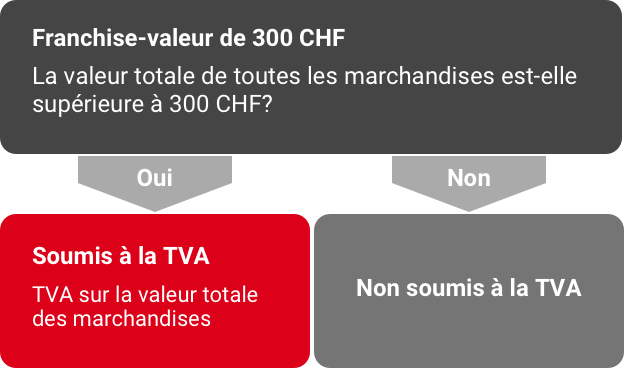 Franchise-valeur de 300 CHF
La valeur totale de toutes les marchandises est-elle
supérieure à 300 CHF?
Oui
Non
Soumis à la TVA
TVA sur la valeur totale
des marchandises
Non soumis à la TVA